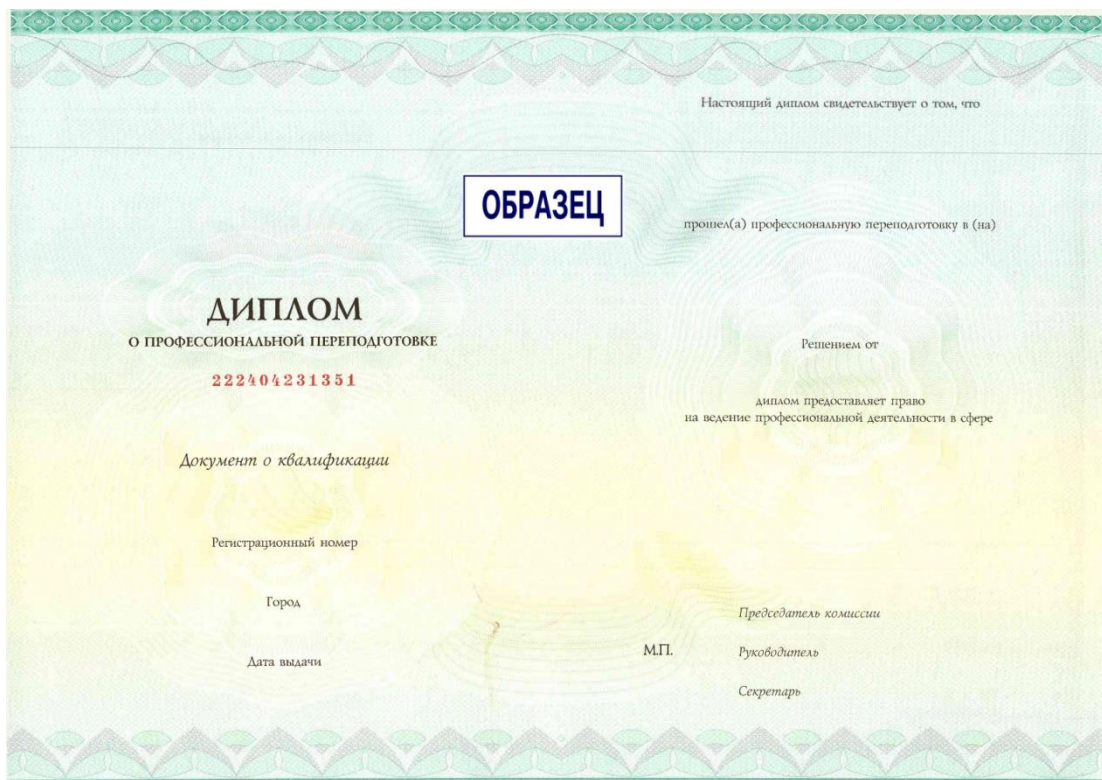 ДИПЛОМ
О ПРОФЕССИОНАЛЬНОЙ ПЕРЕПОДГОТОВКЕ
222404231351
Документ о квалификации
Регистрационный номер
Город
Дата выдачи
ОБРАЗЕЦ
Настоящий диплом свидетельствует о том, что
прошел(а) профессиональную переподготовку в (на)
Решением от
диплом предоставляет право
на ведение профессиональной деятельности в сфере
М.П.
Председатель комиссии
Руководитель
Секретарь